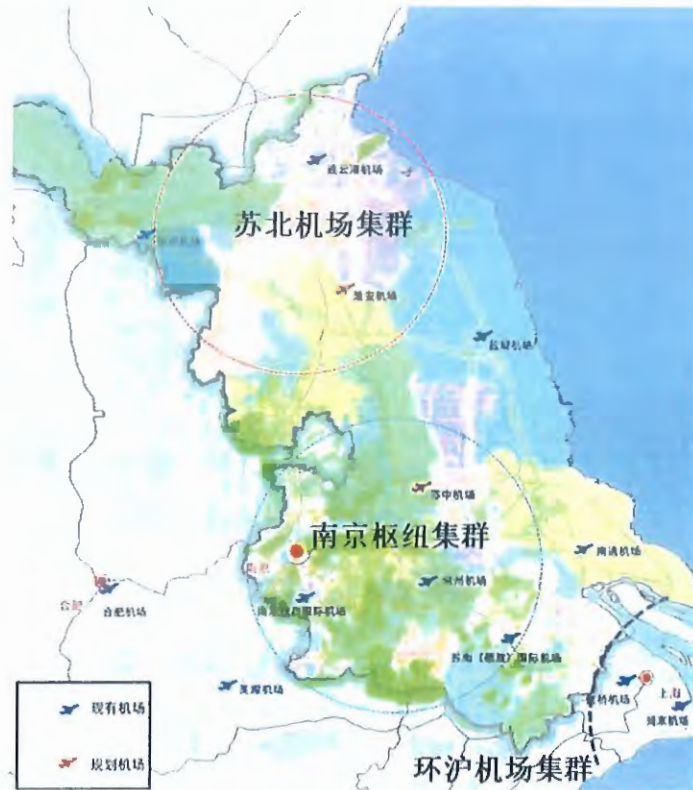 连云港机场
苏北机场集群
淮安机场
盐城机场
苏中机场
南京枢纽集群
南通机场
常州机场
合肥
合肥机场
南京禄口国际机场
苏南（硕放）国际机场
芜湖机场
现有机场
虹桥机场
上海
浦东机场
规划机场
环沪机场集群